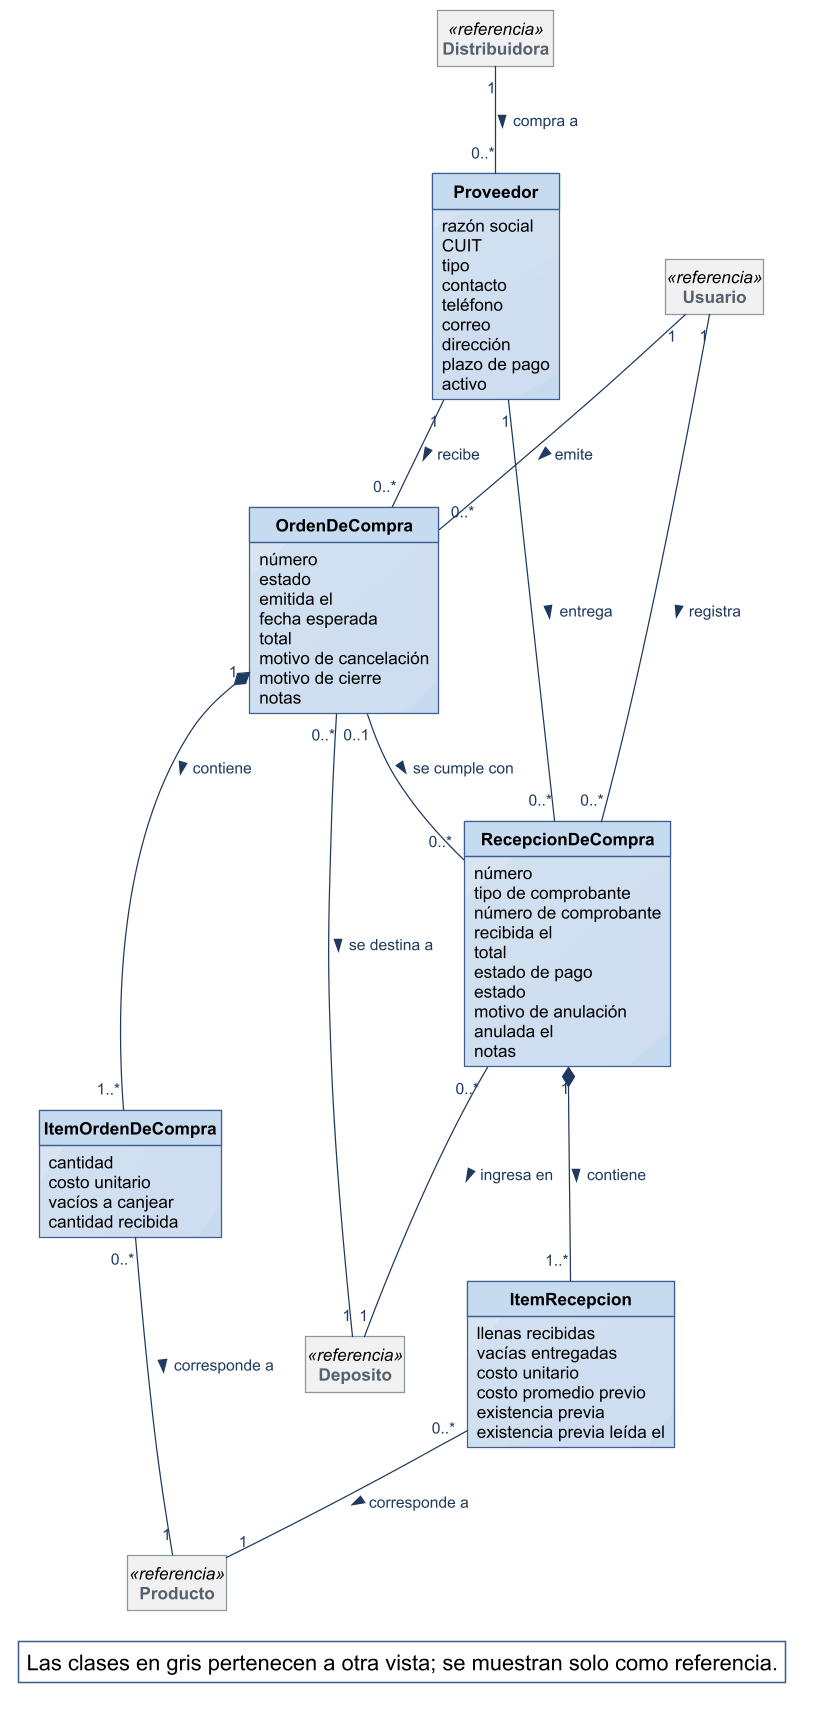 «referencia»
Distribuidora
1
compra a
0..*
Proveedor
razón social
CUIT
tipo
contacto
teléfono
correo
dirección
plazo de pago
activo
«referencia»
Usuario
1
1
1
1
recibe
emite
0..*
0..*
OrdenDeCompra
número
estado
emitida el
fecha esperada
total
motivo de cancelación
motivo de cierre
notas
entrega
registra
1
0..*
0..1
contiene
se cumple con
0..*
0..*
0..*
RecepcionDeCompra
número
tipo de comprobante
número de comprobante
recibida el
total
estado de pago
estado
motivo de anulación
anulada el
notas
se destina a
1..*
0..*
1
ItemOrdenDeCompra
cantidad
costo unitario
vacíos a canjear
cantidad recibida
ingresa en
contiene
0..*
1..*
ItemRecepcion
llenas recibidas
vacías entregadas
costo unitario
costo promedio previo
existencia previa
existencia previa leída el
1
1
«referencia»
Deposito
corresponde a
0..*
corresponde a
1
1
«referencia»
Producto
Las clases en gris pertenecen a otra vista; se muestran solo como referencia.